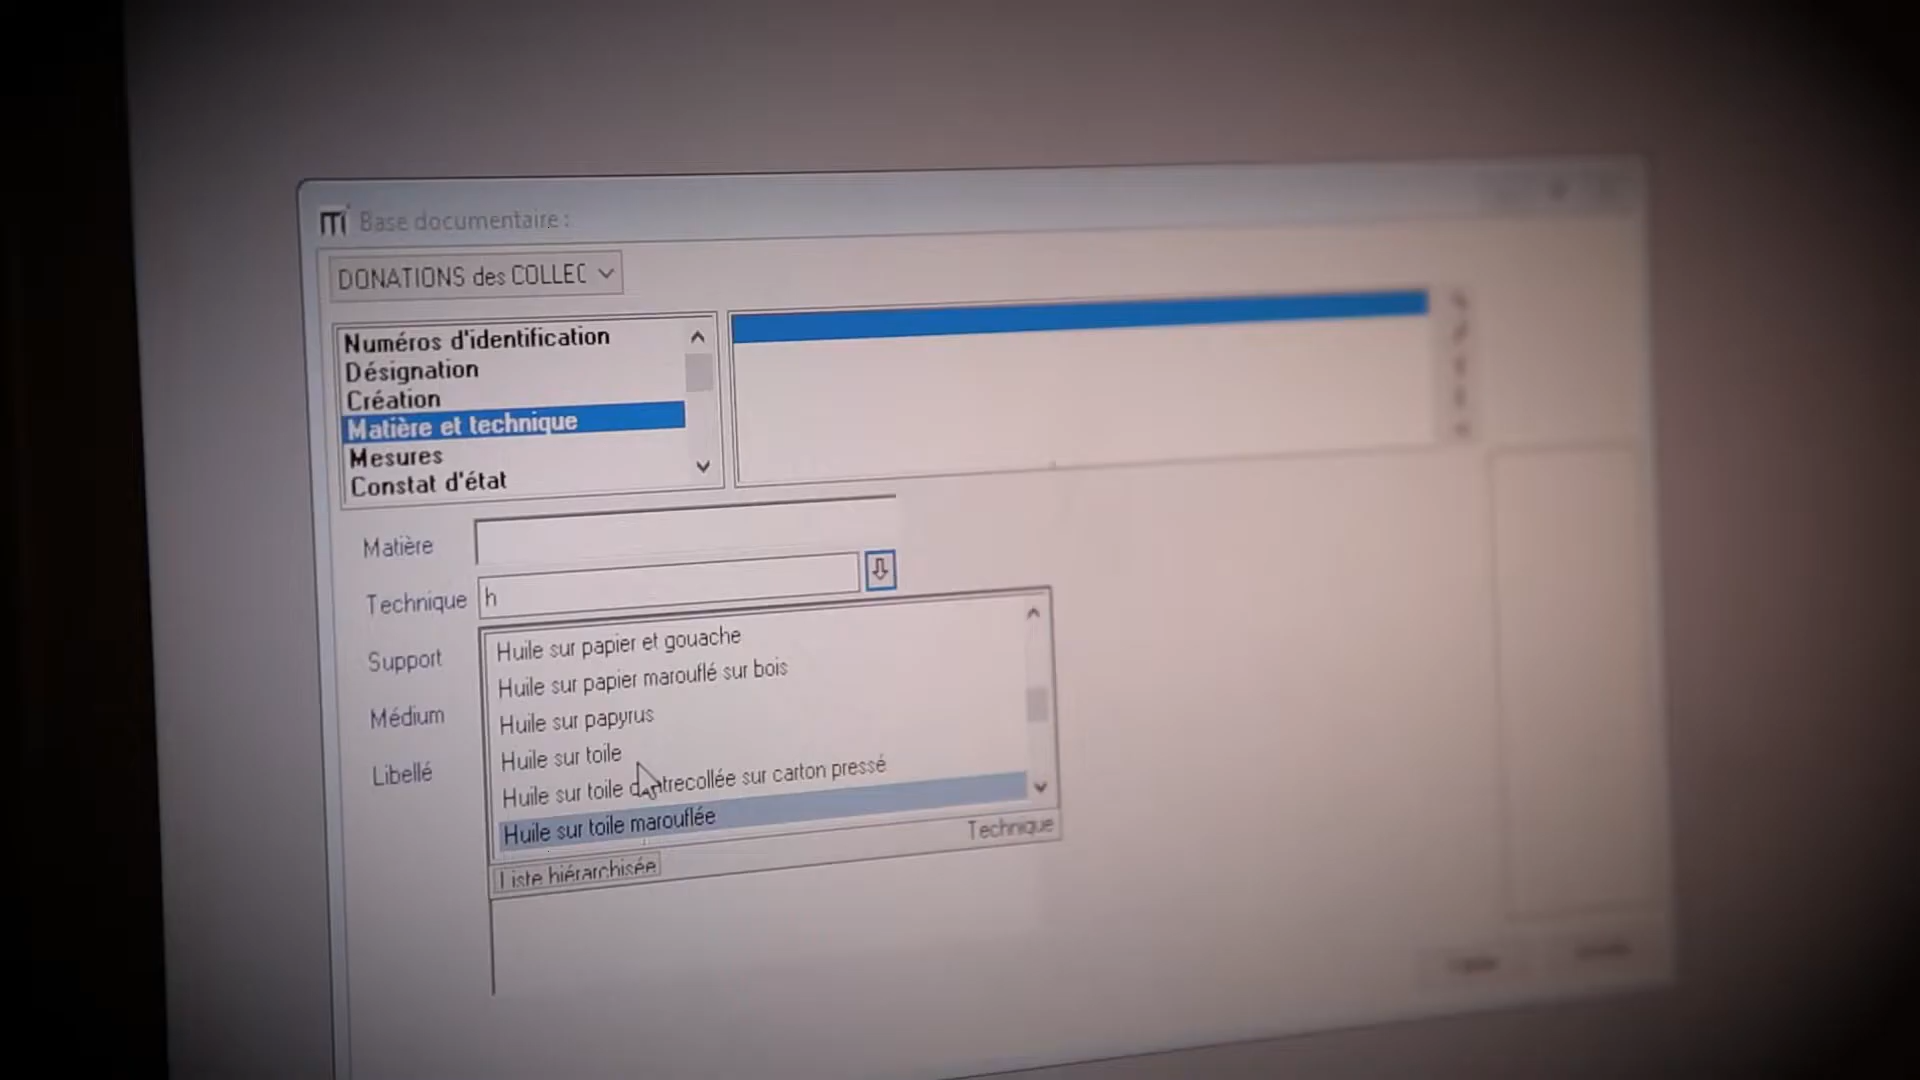 Base documentaire :
DONATIONS des COLLEC
Numéros d'identification
Désignation
Création
Matière et technique
Mesures
Constat d'état
Matière
Technique h
Huile sur papier et gouache
Support
Huile sur papier marouflé sur bois
Médium
Huile sur papyrus
Huile sur toile
Libellé
Huile sur toile sur carton pressé
Huile sur toile marouflée
Technique
Liste hiérarchisée